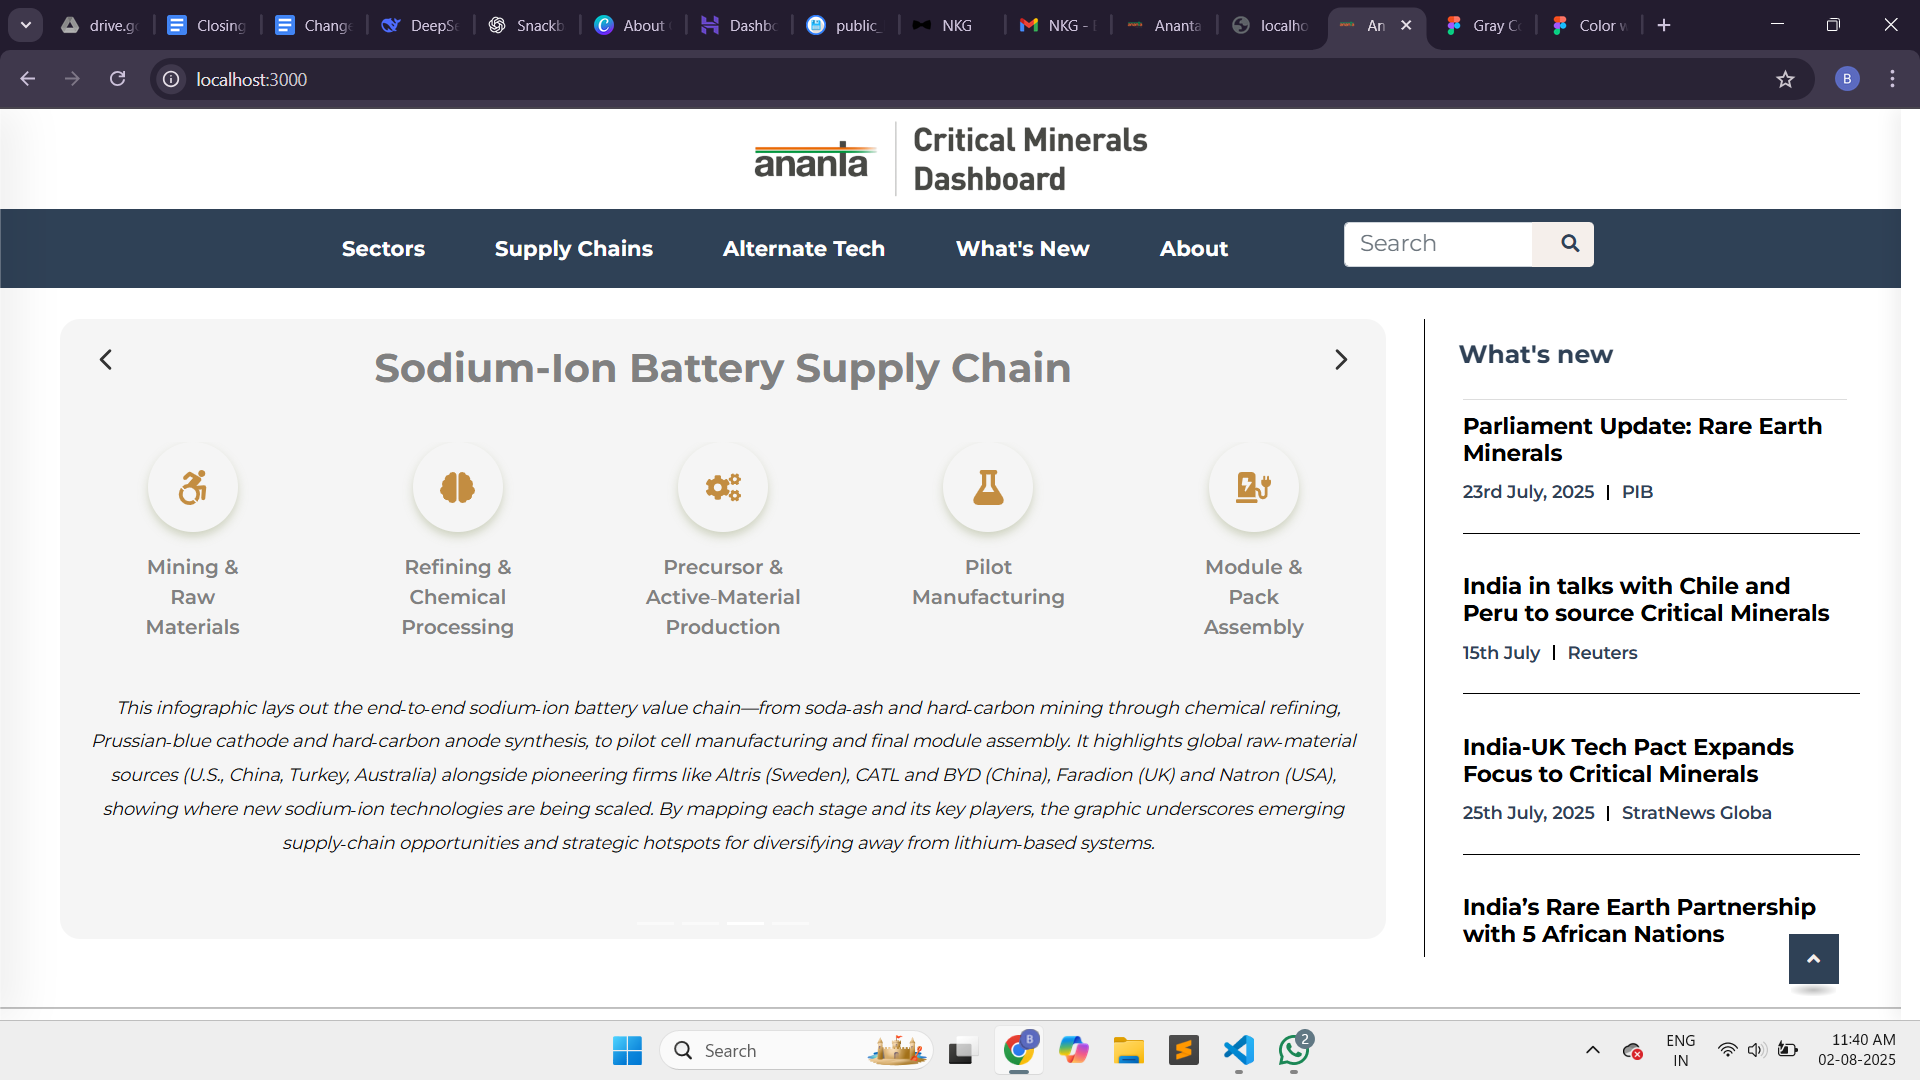 drive.go
Closing
Change
DeepSe
Snackb
About
Dashbo
public_
NKG
NKG -
Ananta
localho
An
Gray Co
Color w
localhost:3000
B
ananta
Critical Minerals
Dashboard
Sectors
Supply Chains
Alternate Tech
What's New
About
Search
Sodium-Ion Battery Supply Chain
Mining &
Raw
Materials
Refining &
Chemical
Processing
Precursor &
Active-Material
Production
Pilot
Manufacturing
Module &
Pack
Assembly
This infographic lays out the end-to-end sodium-ion battery value chain—from soda-ash and hard-carbon mining through chemical refining,
Prussian-blue cathode and hard-carbon anode synthesis, to pilot cell manufacturing and final module assembly. It highlights global raw-material
sources (U.S., China, Turkey, Australia) alongside pioneering firms like Altris (Sweden), CATL and BYD (China), Faradion (UK) and Natron (USA),
showing where new sodium-ion technologies are being scaled. By mapping each stage and its key players, the graphic underscores emerging
supply-chain opportunities and strategic hotspots for diversifying away from lithium-based systems.
What's new
Parliament Update: Rare Earth
Minerals
23rd July, 2025 | PIB
India in talks with Chile and
Peru to source Critical Minerals
15th July | Reuters
India-UK Tech Pact Expands
Focus to Critical Minerals
25th July, 2025 | StratNews Globa
India’s Rare Earth Partnership
with 5 African Nations
Search
B
2
ENG
IN
11:40 AM
02-08-2025